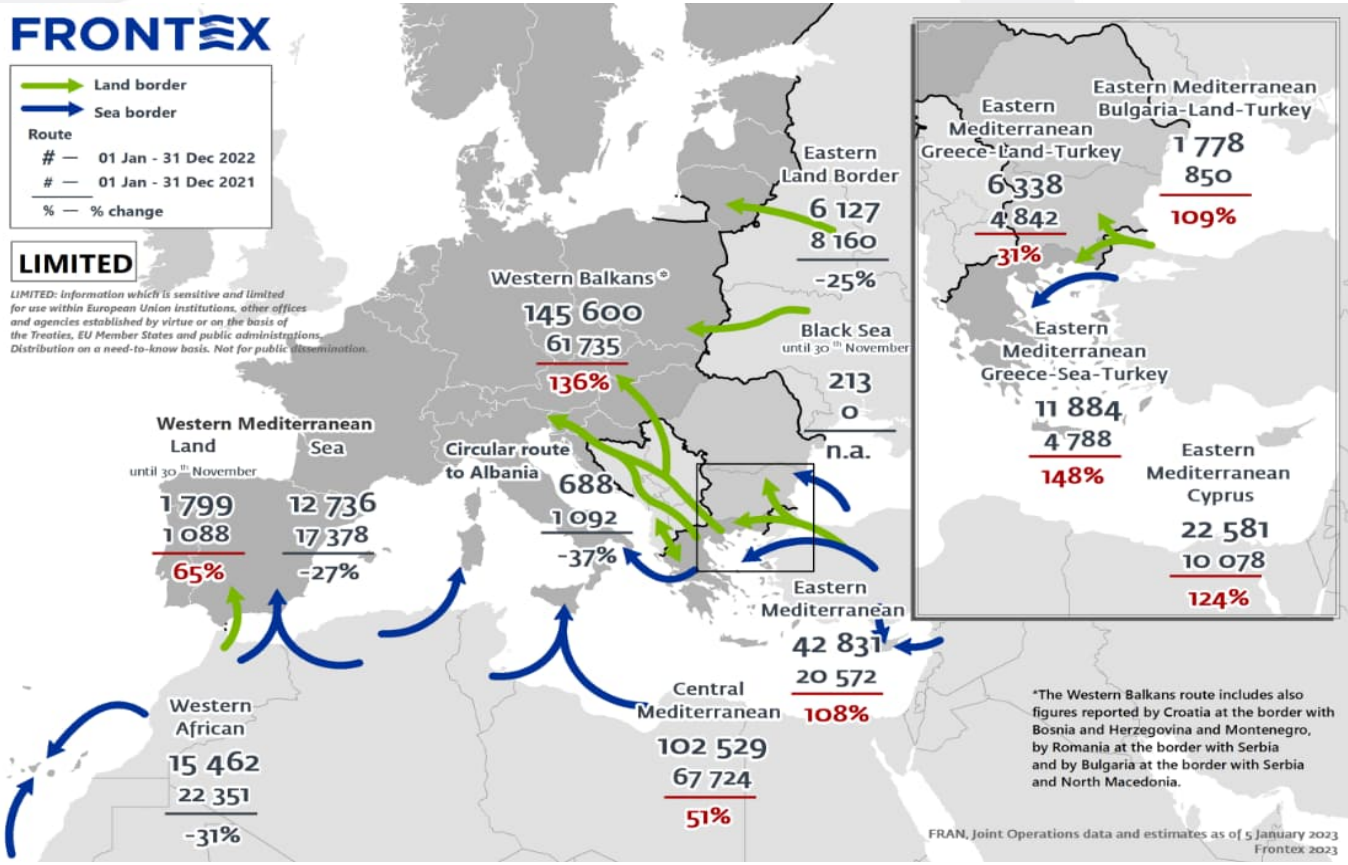 FRONTEX
Land border
Sea border
Route
# — 01 Jan - 31 Dec 2022
# — 01 Jan - 31 Dec 2021
% — % change
LIMITED
LIMITED: information which is sensitive and limited
for use within European Union institutions, other offices
and agencies established by virtue or on the basis of
the Treaties, EU Member States and public administrations.
Distribution on a need-to-know basis. Not for public dissemination.
Eastern
Land Border
6 127
8 160
-25%
Western Balkans *
145 600
61 735
136%
Black Sea
until 30 th November
213
0
n.a.
Western Mediterranean
Land
until 30 th November
1 799
1 088
65%
Sea
12 736
17 378
-27%
Circular route
to Albania
688
1 092
-37%
Eastern
Mediterranean
42 831
20 572
108%
Central
Mediterranean
102 529
67 724
51%
Western
African
15 462
22 351
-31%
Eastern
Mediterranean
Greece-Land-Turkey
6 338
4 842
31%
Eastern Mediterranean
Bulgaria-Land-Turkey
1 778
850
109%
Eastern
Mediterranean
Greece-Sea-Turkey
11 884
4 788
148%
Eastern
Mediterranean
Cyprus
22 581
10 078
124%
*The Western Balkans route includes also
figures reported by Croatia at the border with
Bosnia and Herzegovina and Montenegro,
by Romania at the border with Serbia
and by Bulgaria at the border with Serbia
and North Macedonia.
FRAN, Joint Operations data and estimates as of 5 January 2023
Frontex 2023